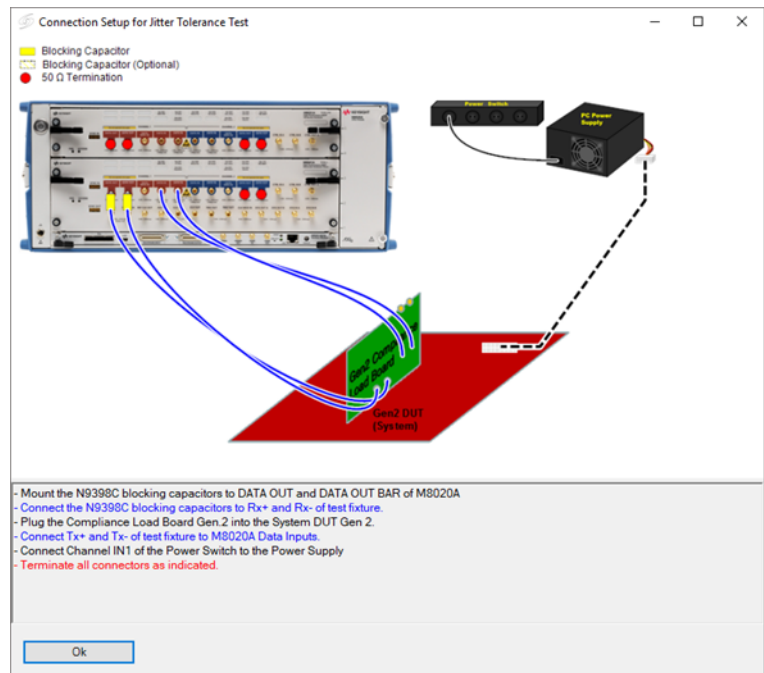 Connection Setup for Jitter Tolerance Test
Blocking Capacitor
Blocking Capacitor (Optional)
50 Ω Termination
Power - Switch
PC Power
Supply
KEYSIGHT
Gen2 Compliance
Load Board
Gen2 DUT
(System)
- Mount the N9398C blocking capacitors to DATA OUT and DATA OUT BAR of M8020A
- Connect the N9398C blocking capacitors to Rx+ and Rx- of test fixture.
- Plug the Compliance Load Board Gen.2 into the System DUT Gen 2.
- Connect Tx+ and Tx- of test fixture to M8020A Data Inputs.
- Connect Channel IN1 of the Power Switch to the Power Supply
- Terminate all connectors as indicated.
Ok